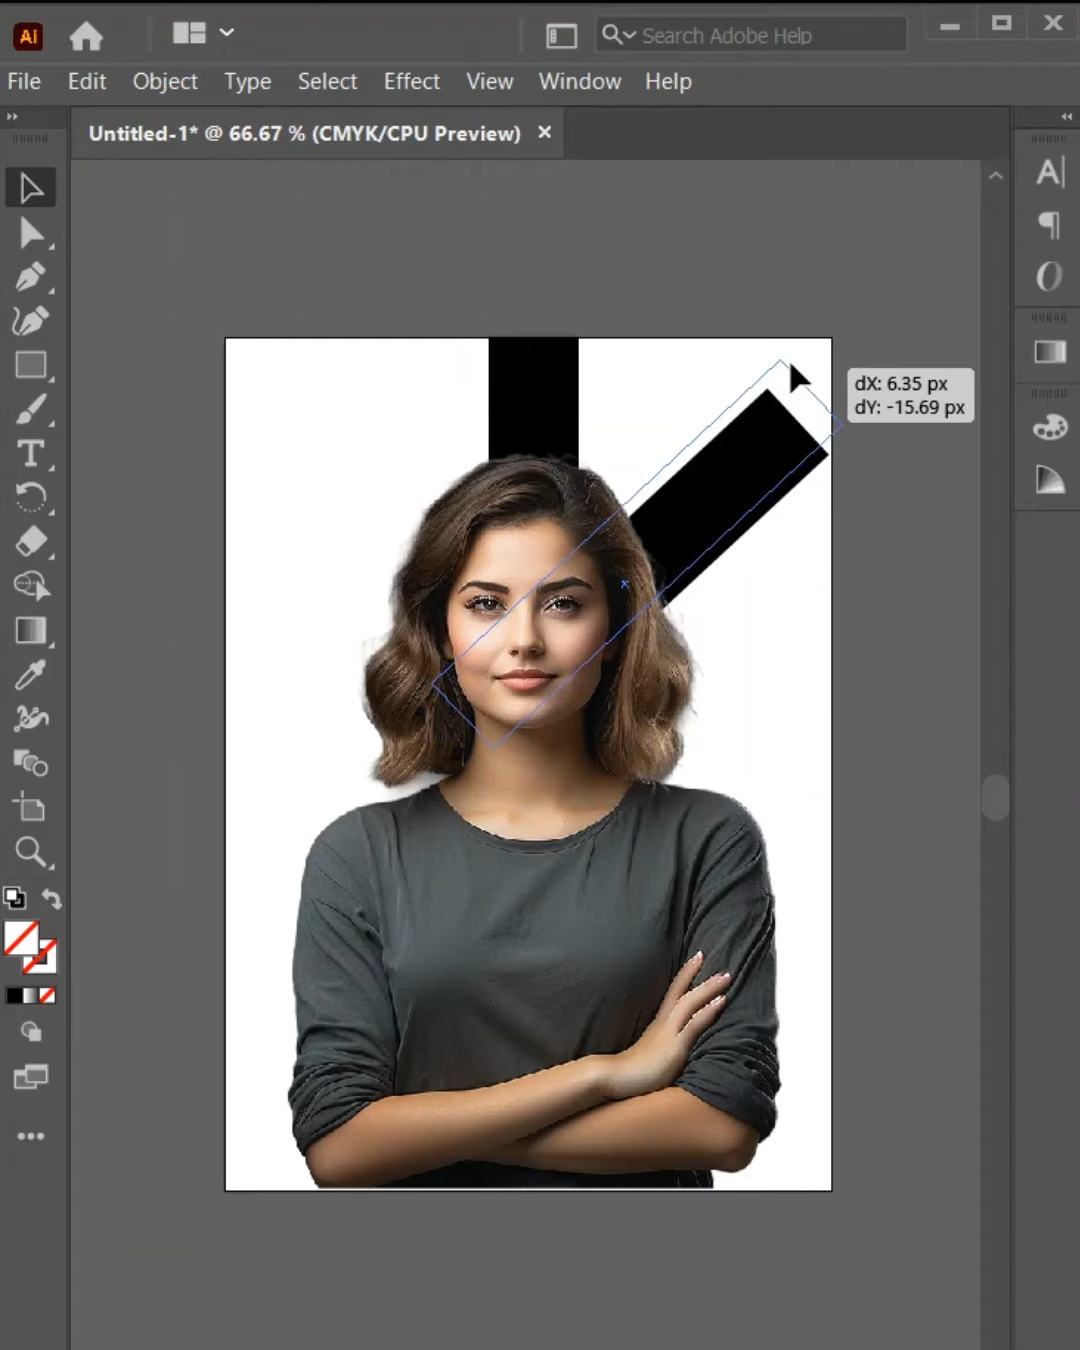 Ai
Search Adobe Help
File Edit Object Type Select Effect View Window Help
Untitled-1* @ 66.67 % (CMYK/CPU Preview)
dX: 6.35 px
dY: -15.69 px